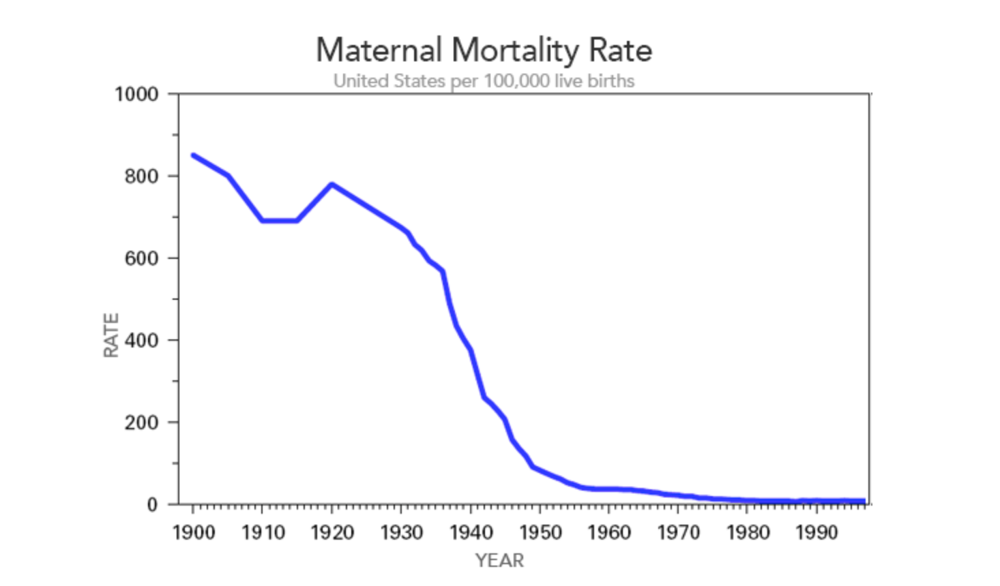 Maternal Mortality Rate
United States per 100,000 live births
1000
800
600
400
200
0
RATE
1900 1910 1920 1930 1940 1950 1960 1970 1980 1990
YEAR